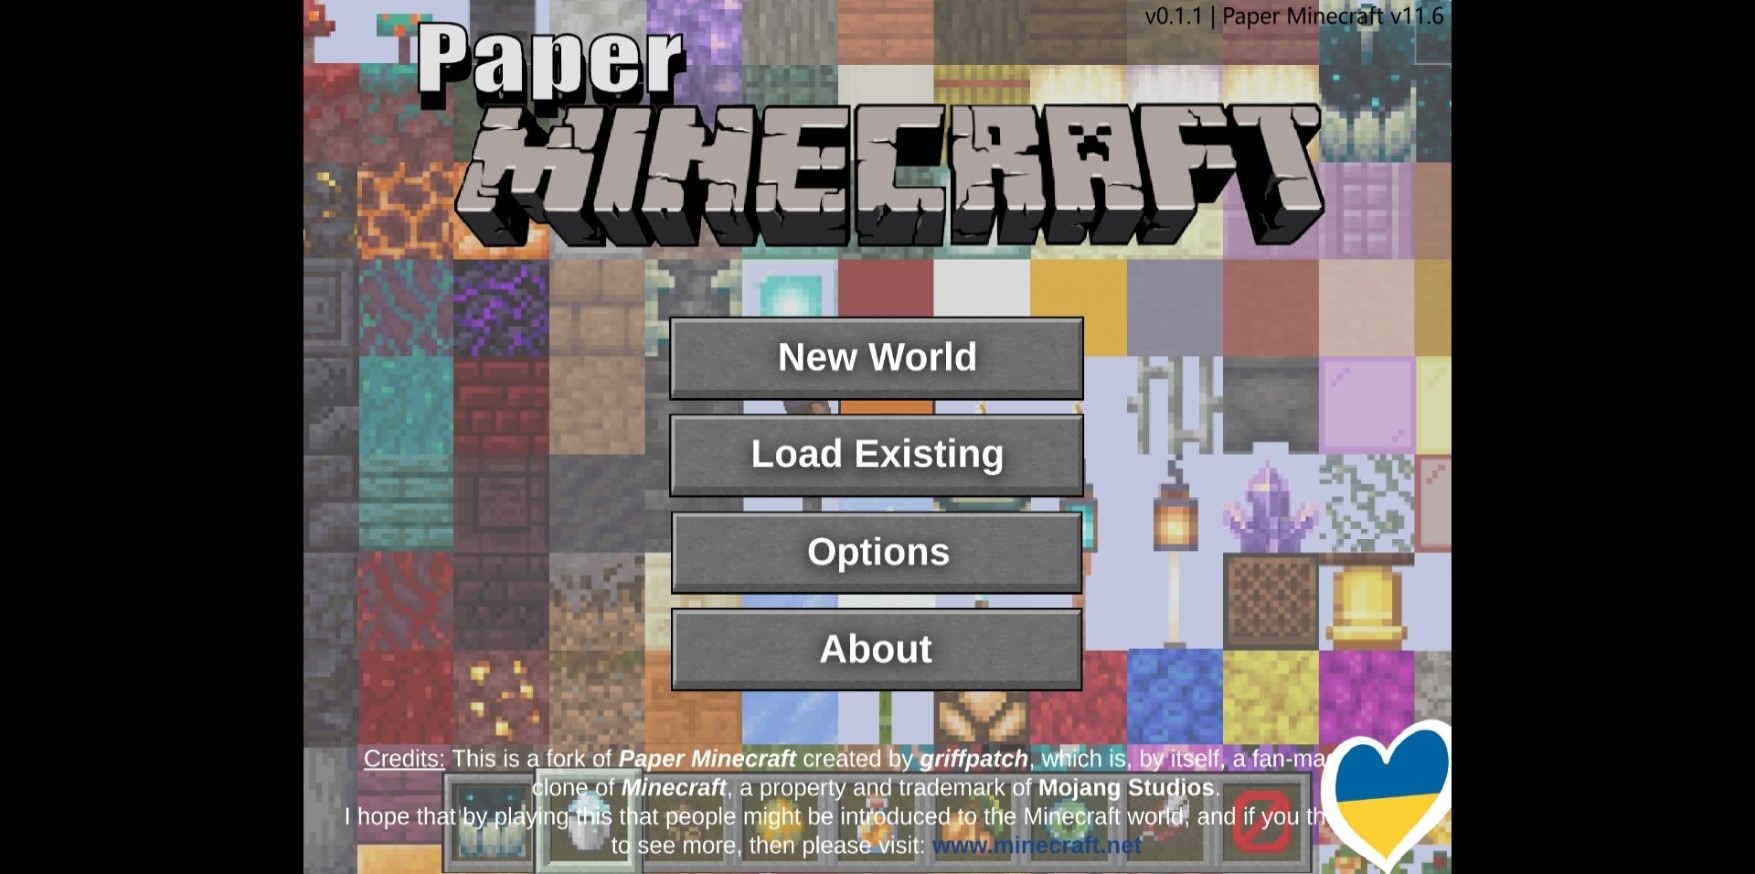 v0.1.1 | Paper Minecraft v11.6
Paper
MINECRAFT
New World
Load Existing
Options
About
Credits: This is a fork of Paper Minecraft created by griffpatch, which is, by itself, a
clone of Minecraft, a property and trademark of Mojang Studios.
I hope that by playing this that people might be introduced to the Minecraft world, and if you
to see more, then please visit: www.minecraft.net